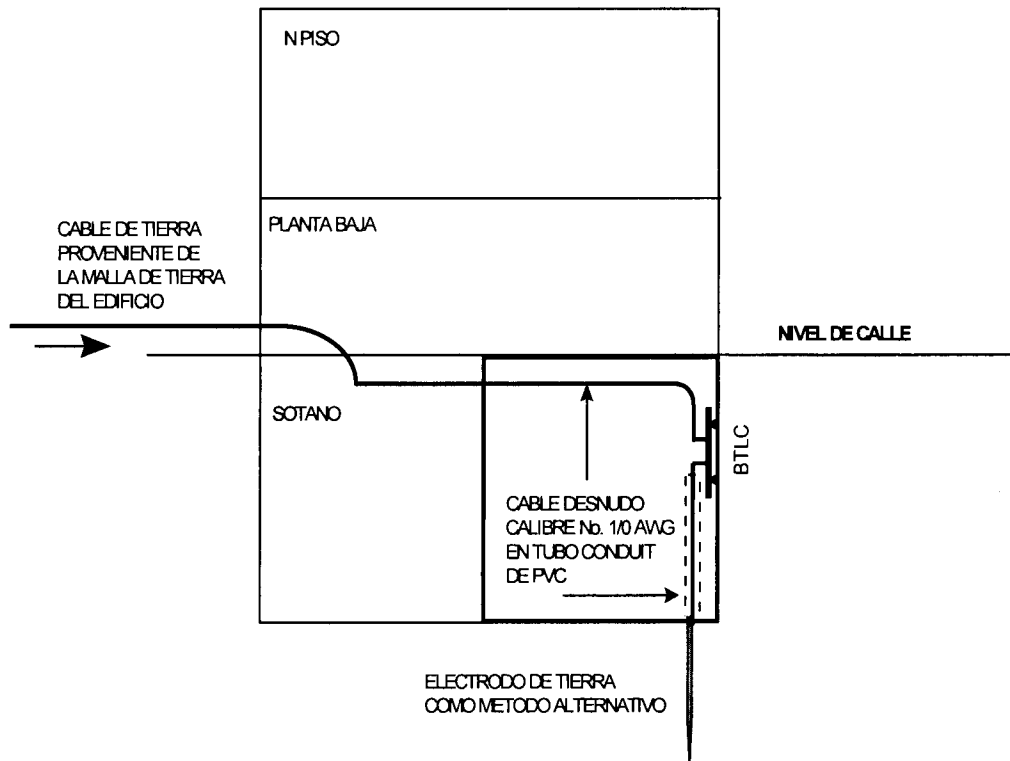 N PISO
PLANTA BAJA
CABLE DE TIERRA
PROVENIENTE DE
LA MALLA DE TIERRA
DEL EDIFICIO
NIVEL DE CALLE
SOTANO
BTLC
CABLE DESNUDO
CALIBRE No. 1/0 AWG
EN TUBO CONDUIT
DE PVC
ELECTRODO DE TIERRA
COMO METODO ALTERNATIVO